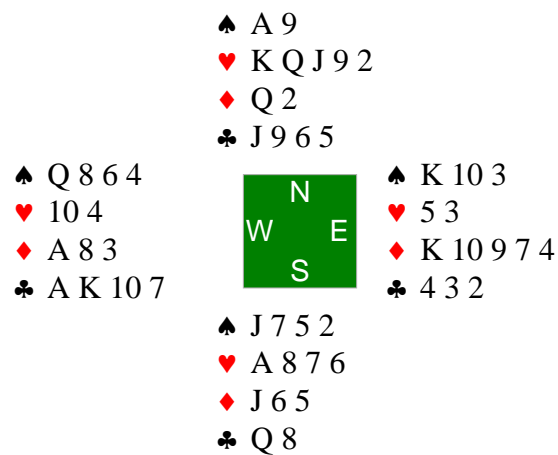 ♠ A 9
♥ K Q J 9 2
♦ Q 2
♣ J 9 6 5
♠ Q 8 6 4
♥ 10 4
♦ A 8 3
♣ A K 10 7
N
W E
S
♠ K 10 3
♥ 5 3
♦ K 10 9 7 4
♣ 4 3 2
♠ J 7 5 2
♥ A 8 7 6
♦ J 6 5
♣ Q 8